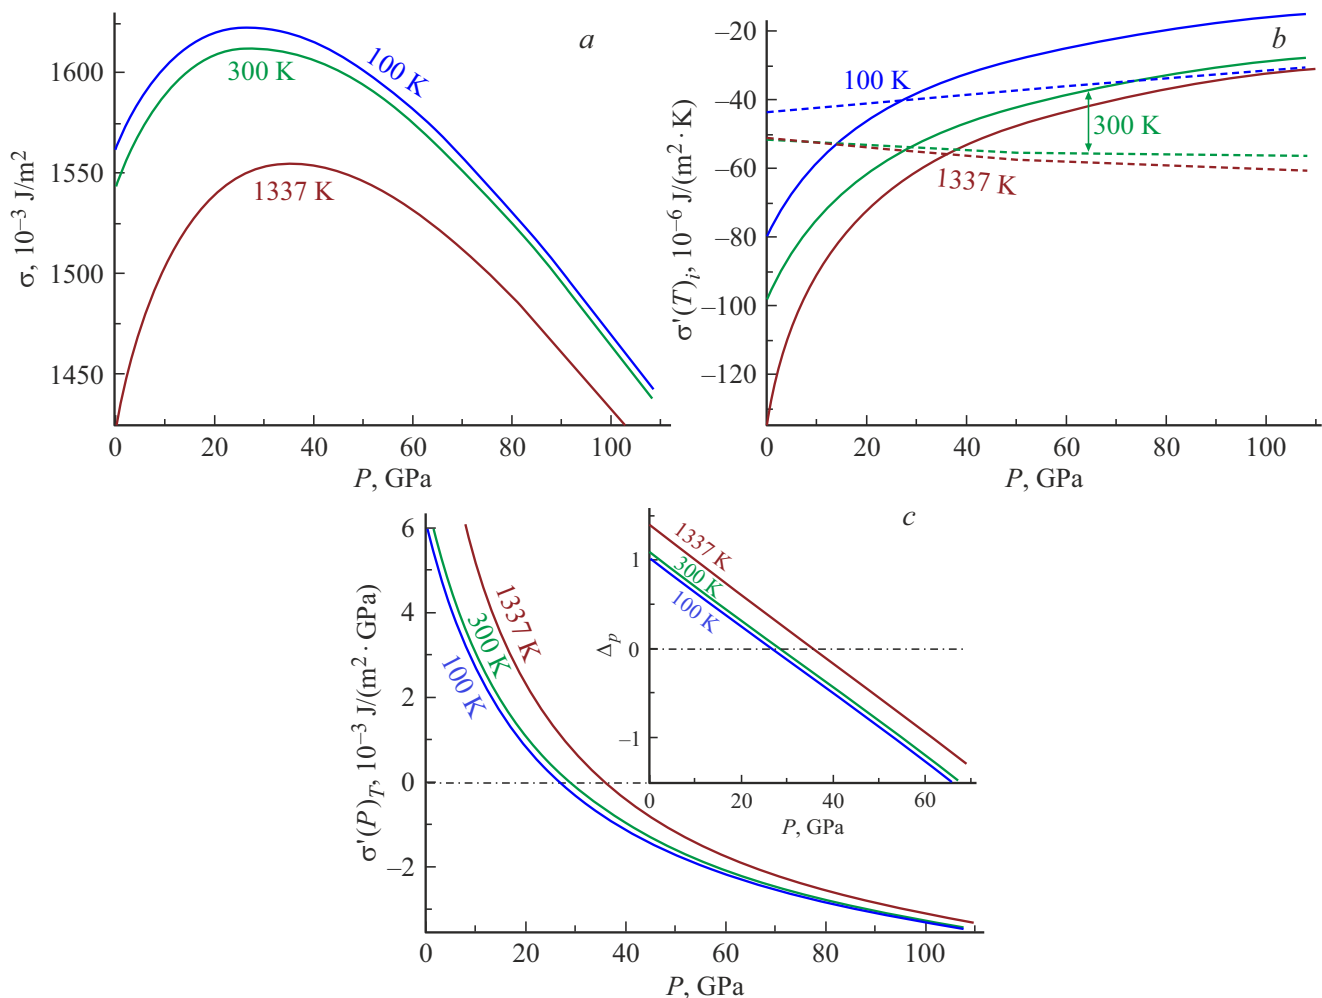 a
1600
1550
1500
1450
σ, 10⁻³ J/m²
100 K
300 K
1337 K
0 20 40 60 80 100
P, GPa
b
–20
–40
–60
–80
–100
–120
σ'(T)ᵢ, 10⁻⁶ J/(m² · K)
100 K
300 K
1337 K
0 20 40 60 80 100
P, GPa
c
6
4
2
0
–2
σ'(P)_T, 10⁻³ J/(m² · GPa)
1337 K
300 K
100 K
0 20 40 60 80 100
P, GPa
1
0
–1
Δₚ
1337 K
300 K
100 K
0 20 40 60
P, GPa